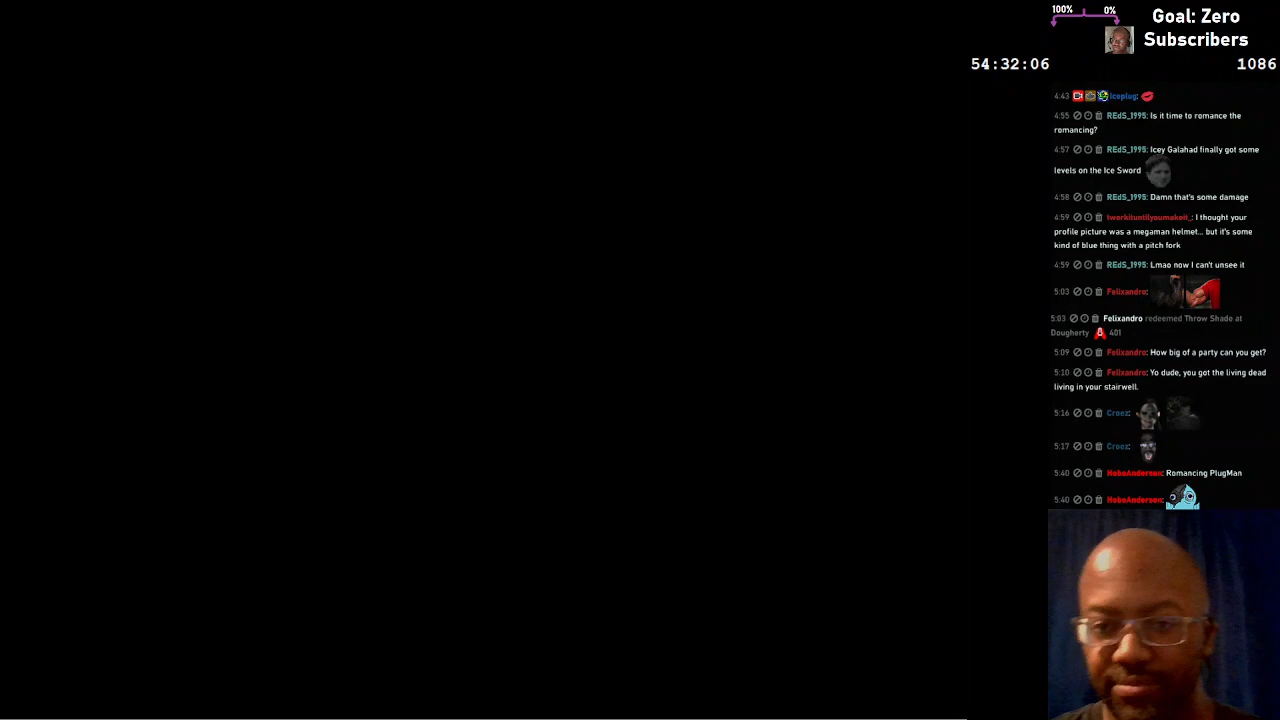 100% 0% Goal: Zero
Subscribers
54:32:06 1086
4:43 Iceplug:
4:55 REdS_1995: Is it time to romance the
romancing?
4:57 REdS_1995: Icey Galahad finally got some
levels on the Ice Sword
4:58 REdS_1995: Damn that's some damage
4:59 twerkituntilyoumakeit_: I thought your
profile picture was a megaman helmet... but it's some
kind of blue thing with a pitch fork
4:59 REdS_1995: Lmao now I can't unsee it
5:03 Felixandro:
5:03 Felixandro redeemed Throw Shade at
Dougherty 401
5:09 Felixandro: How big of a party can you get?
5:10 Felixandro: Yo dude, you got the living dead
living in your stairwell.
5:16 Croez:
5:17 Croez:
5:40 HoboAnderson: Romancing PlugMan
5:40 HoboAnderson: